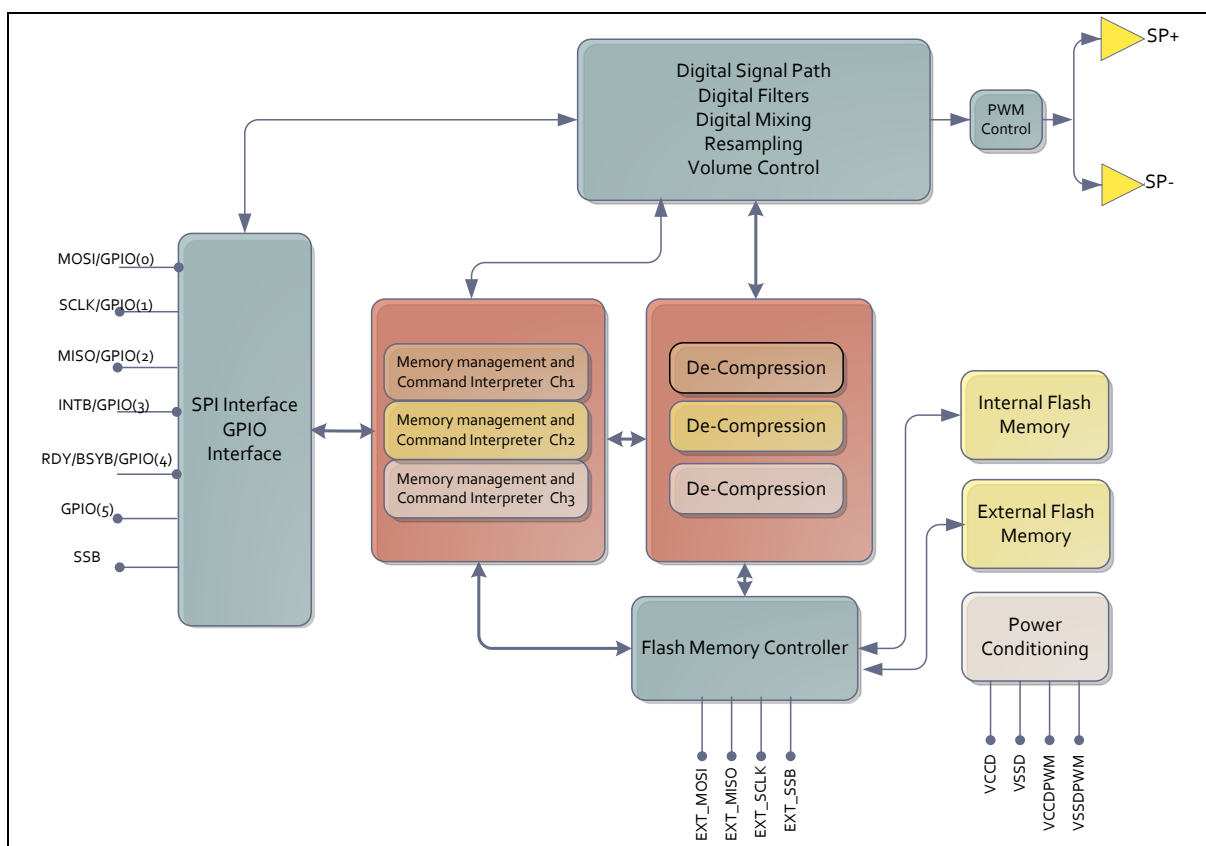 SP+
Digital Signal Path
Digital Filters
Digital Mixing
Resampling
Volume Control
PWM
Control
SP-
MOSI/GPIO(0)
SCLK/GPIO(1)
MISO/GPIO(2)
INTB/GPIO(3)
RDY/BSYB/GPIO(4)
GPIO(5)
SSB
SPI Interface
GPIO
Interface
Memory management and
Command Interpreter Ch1
Memory management and
Command Interpreter Ch2
Memory management and
Command Interpreter Ch3
De-Compression
De-Compression
De-Compression
Internal Flash
Memory
External Flash
Memory
Flash Memory Controller
Power
Conditioning
EXT_MOSI
EXT_MISO
EXT_SCLK
EXT_SSB
VCCD
VSSD
VCCDPWM
VSSDPWM